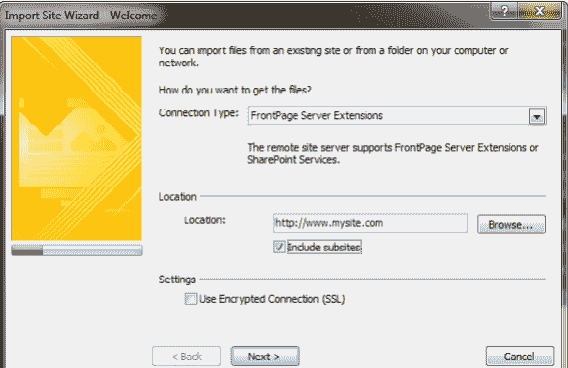 Import Site Wizard Welcome
You can import files from an existing site or from a folder on your computer or
network.
How do you want to get the files?
Connection Type: FrontPage Server Extensions
The remote site server supports FrontPage Server Extensions or
SharePoint Services.
Location
Location: http://www.mysite.com Browse...
Include subsites
Settings
Use Encrypted Connection (SSL)
< Back Next > Cancel